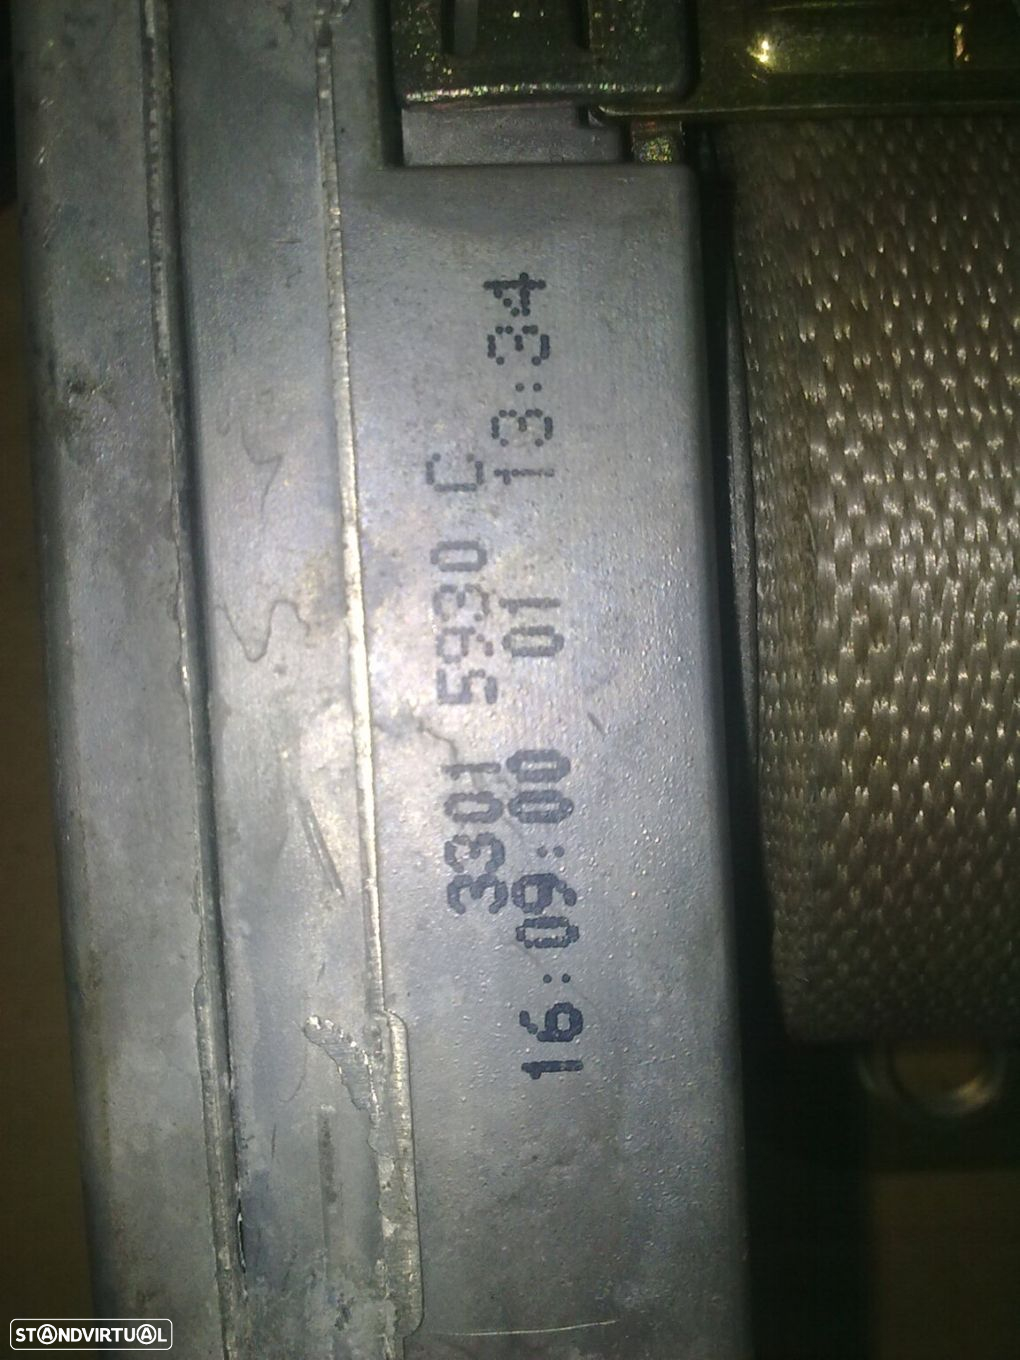 3301 5930 C
16:09:00 01 13:34
STANDVIRTUAL